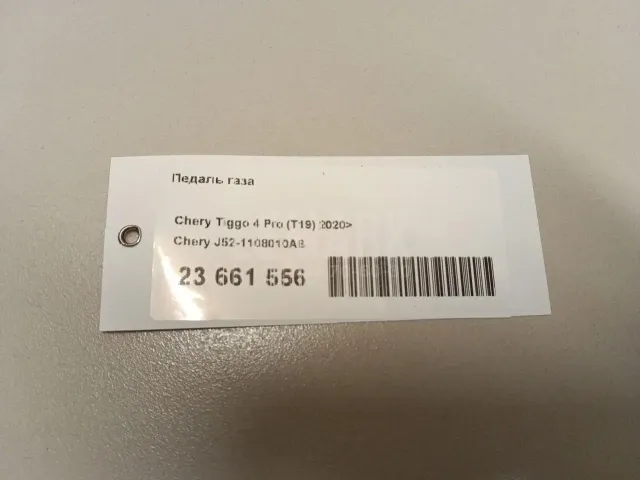 Педаль газа
Chery Tiggo 4 Pro (T19) 2020>
Chery J52-1108010AB
23 661 556